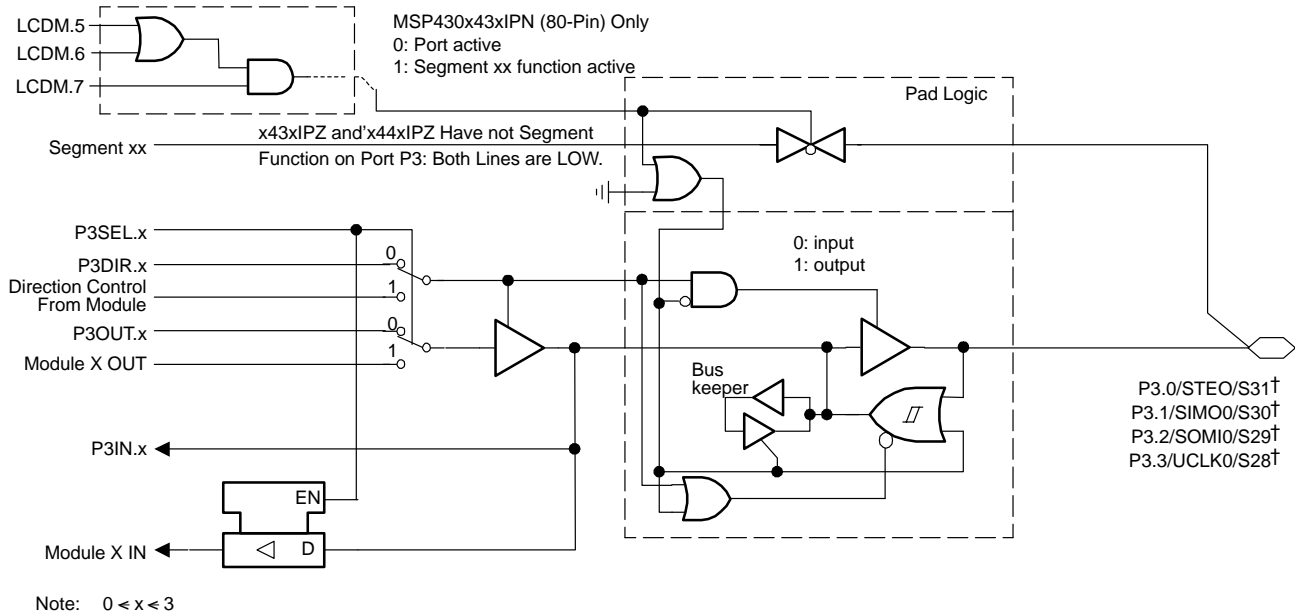 LCDM.5
LCDM.6
LCDM.7
MSP430x43xIPN (80-Pin) Only
0: Port active
1: Segment xx function active
Pad Logic
Segment xx
x43xIPZ and'x44xIPZ Have not Segment
Function on Port P3: Both Lines are LOW.
P3SEL.x
P3DIR.x
0
Direction Control
From Module
1
P3OUT.x
0
Module X OUT
1
0: input
1: output
Bus
keeper
P3IN.x
EN
Module X IN
D
P3.0/STEO/S31†
P3.1/SIMO0/S30†
P3.2/SOMI0/S29†
P3.3/UCLK0/S28†
Note: 0 < x < 3